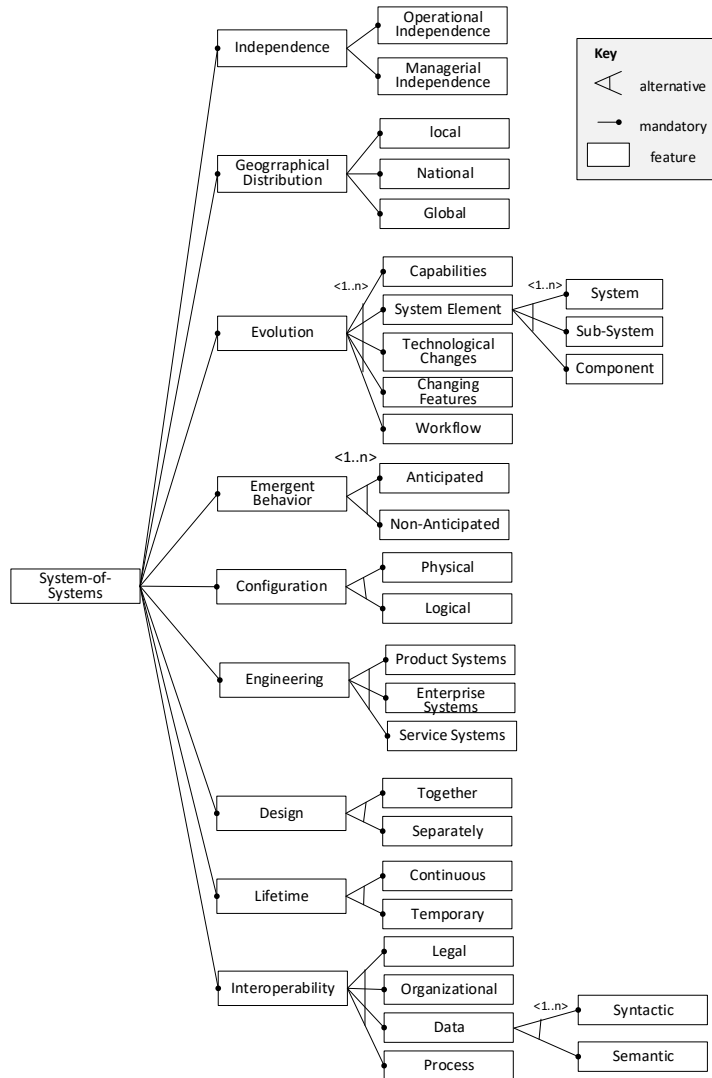 Operational
Independence
Independence
Managerial
Independence
Key
alternative
mandatory
feature
local
Geogrraphical
Distribution
National
Global
Capabilities
<1..n>
System Element
<1..n>
System
Evolution
Sub-System
Technological
Changes
Component
Changing
Features
Workflow
<1..n>
Emergent
Behavior
Anticipated
Non-Anticipated
System-of-
Systems
Configuration
Physical
Logical
Engineering
Product Systems
Enterprise
Systems
Service Systems
Design
Together
Separately
Lifetime
Continuous
Temporary
Interoperability
Legal
Organizational
Data
<1..n>
Syntactic
Semantic
Process